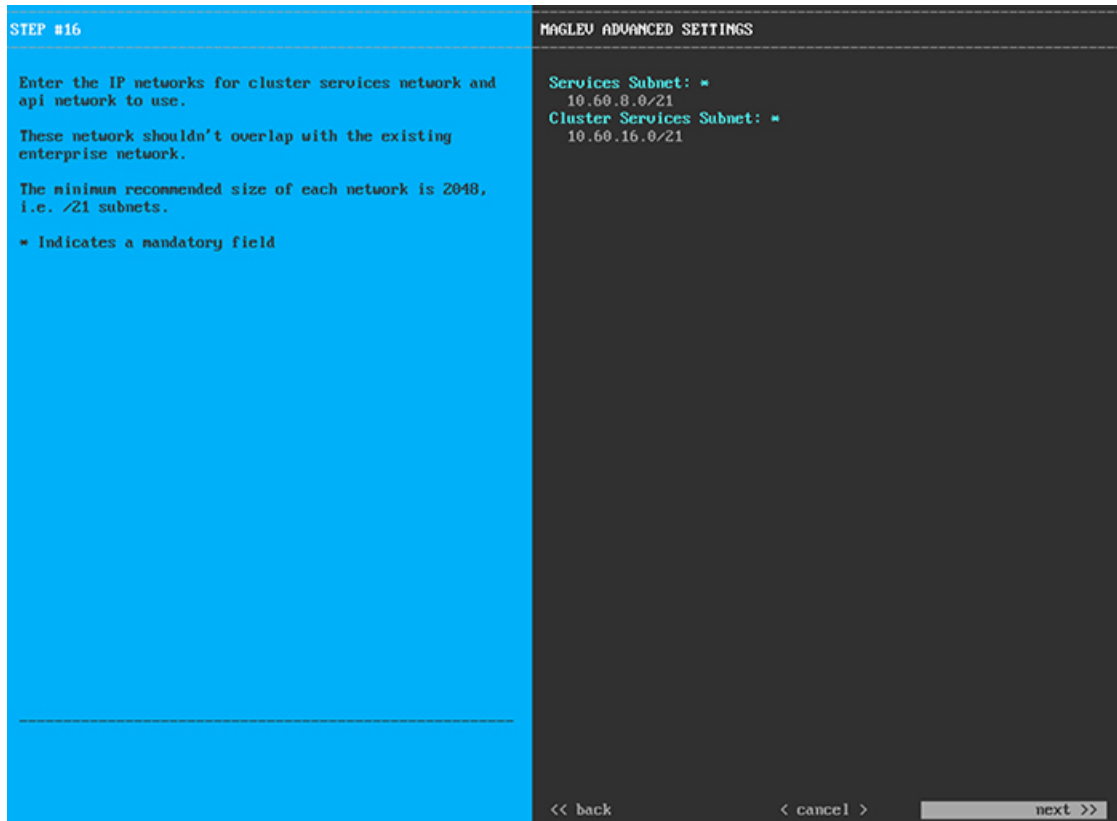 STEP #16
Enter the IP networks for cluster services network and
api network to use.
These network shouldn't overlap with the existing
enterprise network.
The minimum recommended size of each network is 2048,
i.e. /21 subnets.
* Indicates a mandatory field
MAGLEV ADVANCED SETTINGS
Services Subnet: *
10.60.8.0/21
Cluster Services Subnet: *
10.60.16.0/21
<< back < cancel > next >>